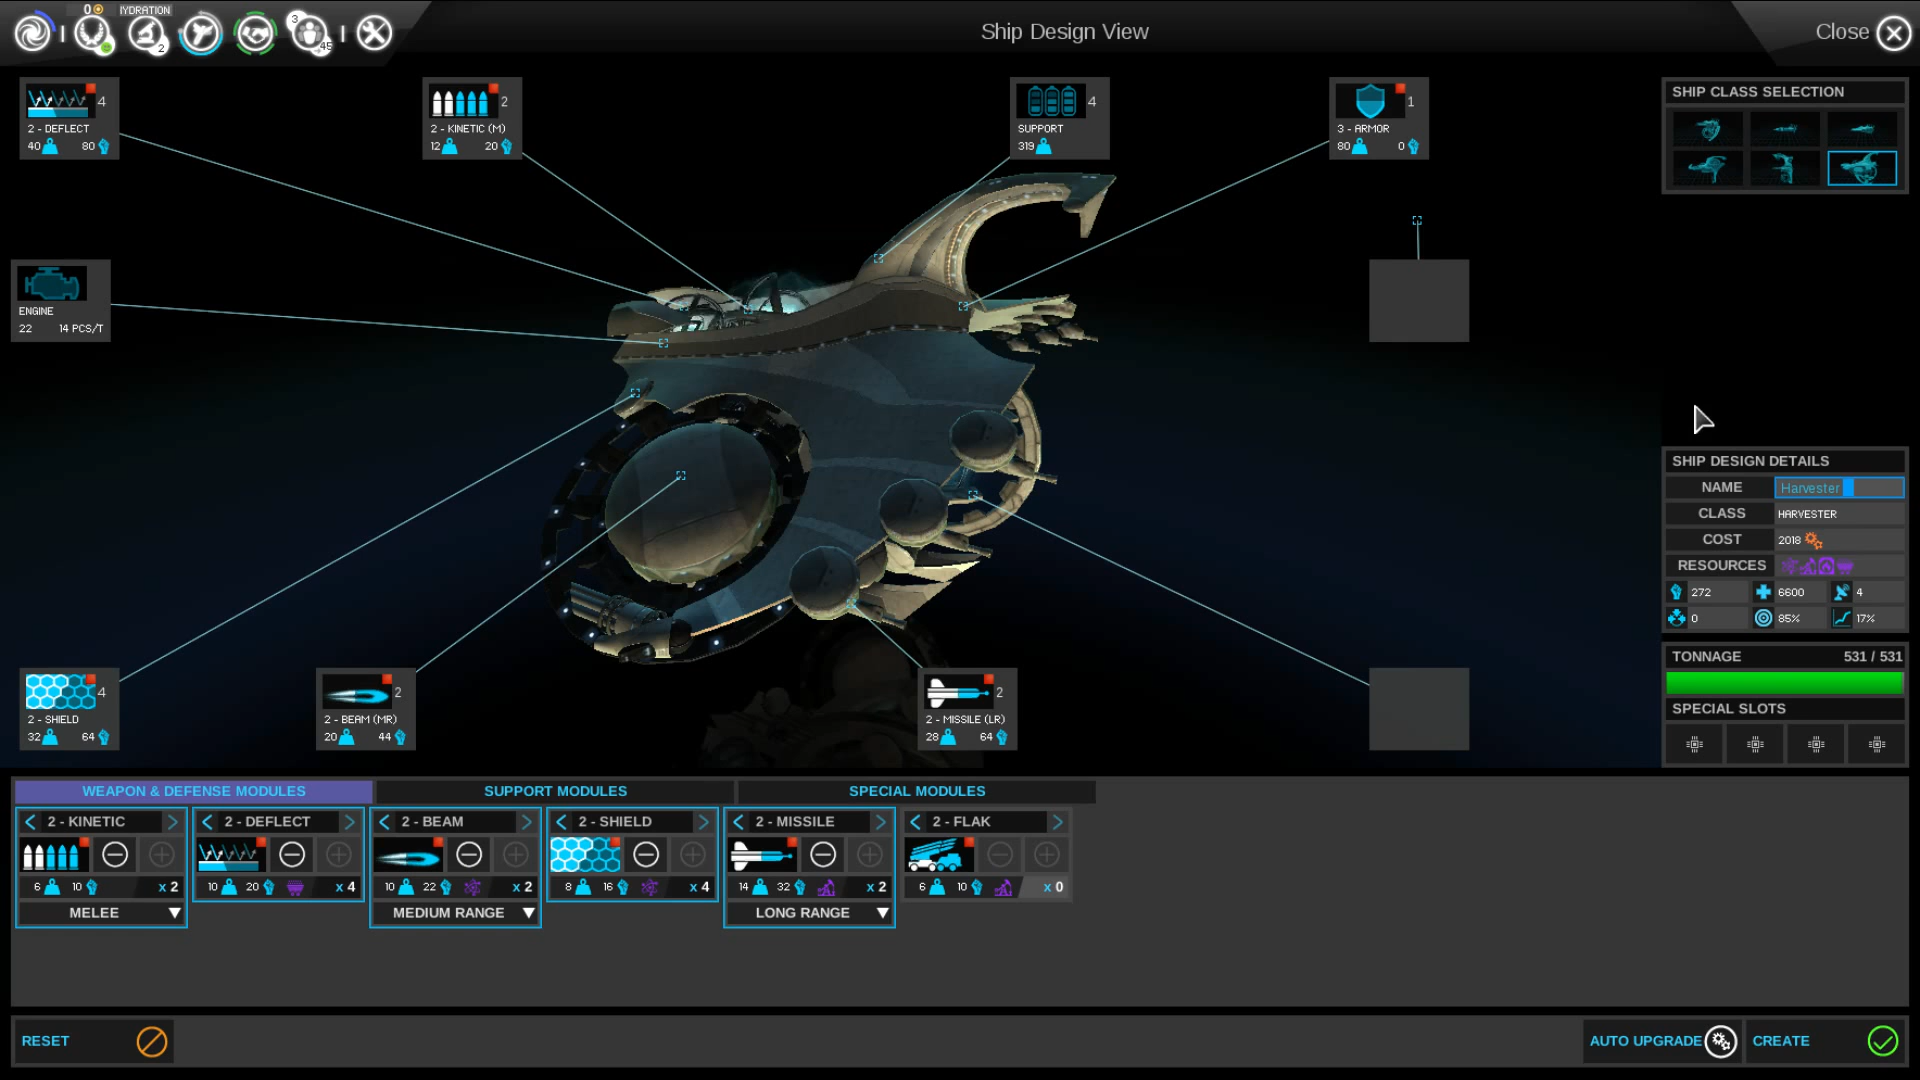 0
IYDRATION
2
3
45
Ship Design View
Close
4
2 - DEFLECT
40 80
2
2 - KINETIC (M)
12 20
4
SUPPORT
319
1
3 - ARMOR
80 0
SHIP CLASS SELECTION
ENGINE
22 14 PCS/T
4
2 - SHIELD
32 64
2
2 - BEAM (MR)
20 44
2
2 - MISSILE (LR)
28 64
SHIP DESIGN DETAILS
NAME Harvester
CLASS HARVESTER
COST 2018
RESOURCES
272 6600 4
0 85% 17%
TONNAGE 531 / 531
SPECIAL SLOTS
WEAPON & DEFENSE MODULES SUPPORT MODULES SPECIAL MODULES
2 - KINETIC
6 10 x 2
MELEE
2 - DEFLECT
10 20 x 4
2 - BEAM
10 22 x 2
MEDIUM RANGE
2 - SHIELD
8 16 x 4
2 - MISSILE
14 32 x 2
LONG RANGE
2 - FLAK
6 10 x 0
RESET
AUTO UPGRADE
CREATE